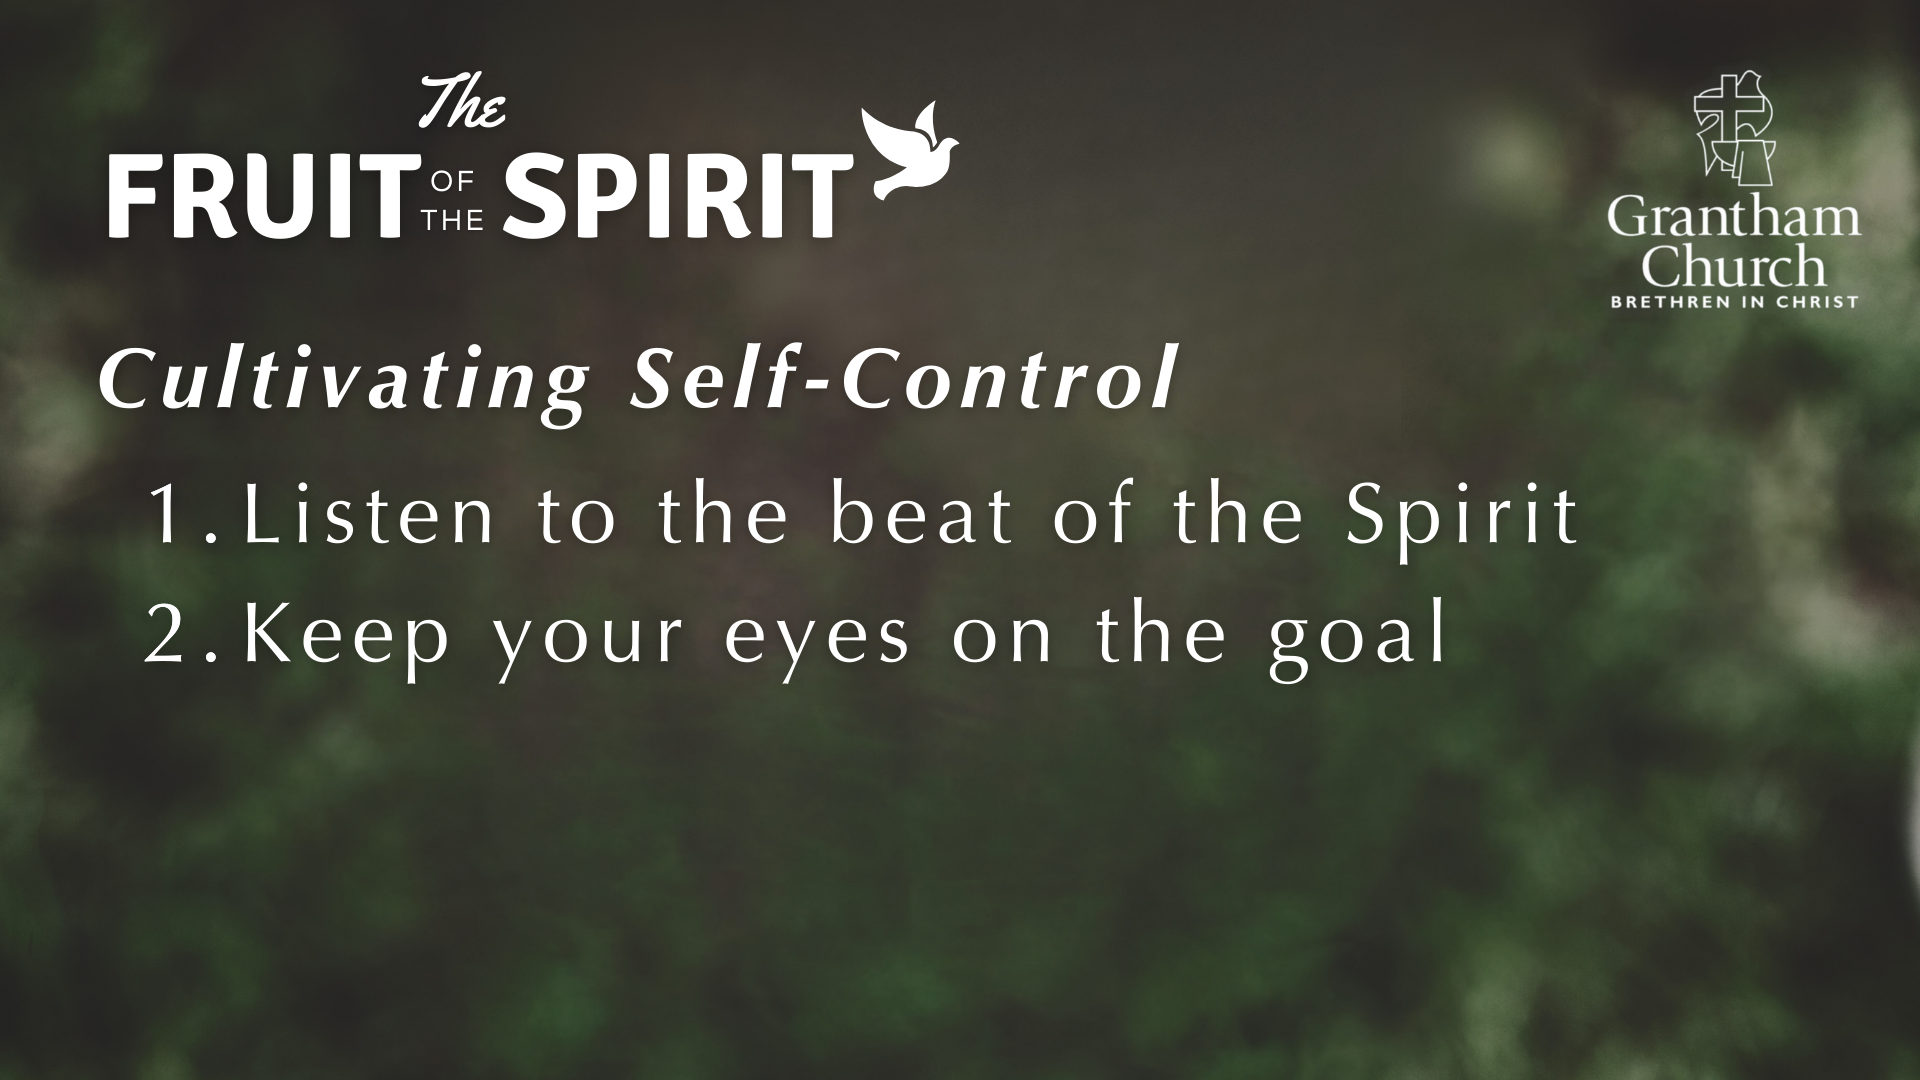 The
FRUIT OF THE SPIRIT
Grantham
Church
BRETHREN IN CHRIST
Cultivating Self-Control
1. Listen to the beat of the Spirit
2. Keep your eyes on the goal